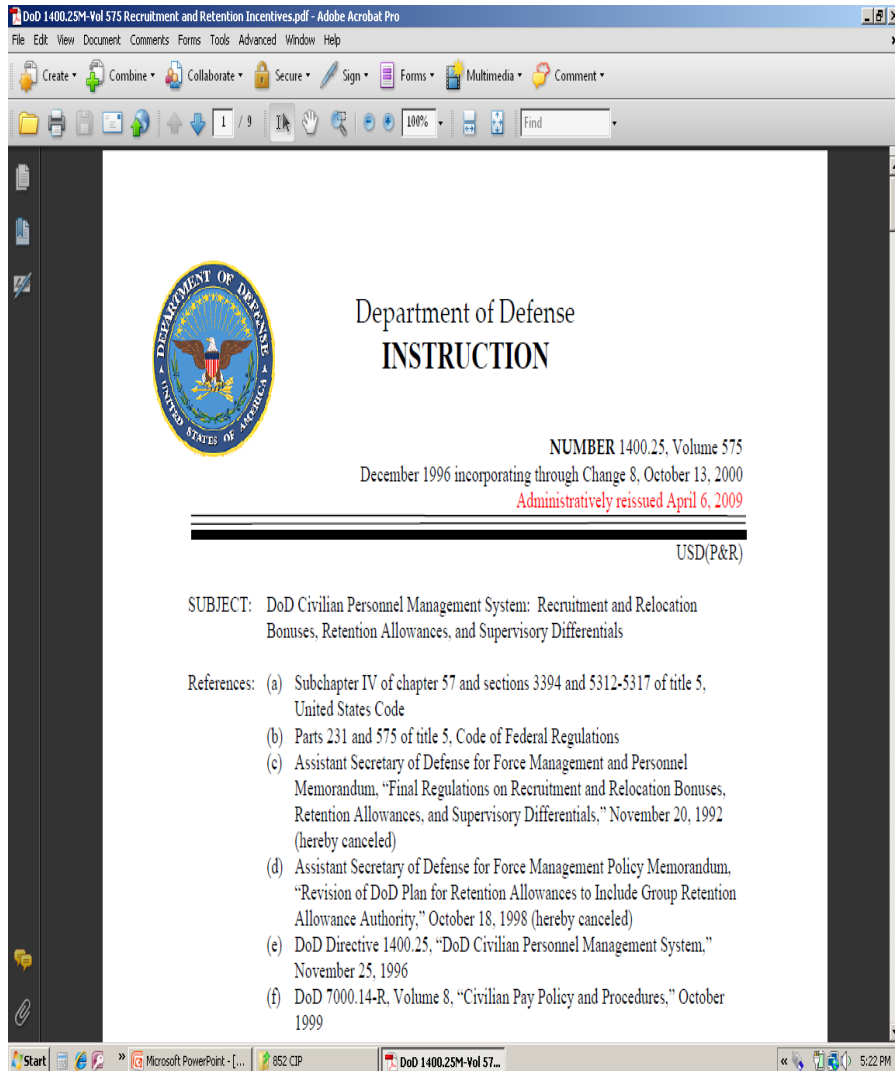 DoD 1400.25M-Vol 575 Recruitment and Retention Incentives.pdf - Adobe Acrobat Pro
File Edit View Document Comments Forms Tools Advanced Window Help
Create Combine Collaborate Secure Sign Forms Multimedia Comment
1 / 9 100% Find
DEPARTMENT OF DEFENSE
UNITED STATES OF AMERICA
Department of Defense
INSTRUCTION
NUMBER 1400.25, Volume 575
December 1996 incorporating through Change 8, October 13, 2000
Administratively reissued April 6, 2009
USD(P&R)
SUBJECT: DoD Civilian Personnel Management System: Recruitment and Relocation
Bonuses, Retention Allowances, and Supervisory Differentials
References: (a) Subchapter IV of chapter 57 and sections 3394 and 5312-5317 of title 5,
United States Code
(b) Parts 231 and 575 of title 5, Code of Federal Regulations
(c) Assistant Secretary of Defense for Force Management and Personnel
Memorandum, “Final Regulations on Recruitment and Relocation Bonuses,
Retention Allowances, and Supervisory Differentials,” November 20, 1992
(hereby canceled)
(d) Assistant Secretary of Defense for Force Management Policy Memorandum,
“Revision of DoD Plan for Retention Allowances to Include Group Retention
Allowance Authority,” October 18, 1998 (hereby canceled)
(e) DoD Directive 1400.25, “DoD Civilian Personnel Management System,”
November 25, 1996
(f) DoD 7000.14-R, Volume 8, “Civilian Pay Policy and Procedures,” October
1999
Start » Microsoft PowerPoint - [... 852 CIP DoD 1400.25M-Vol 57... « 5:22 PM